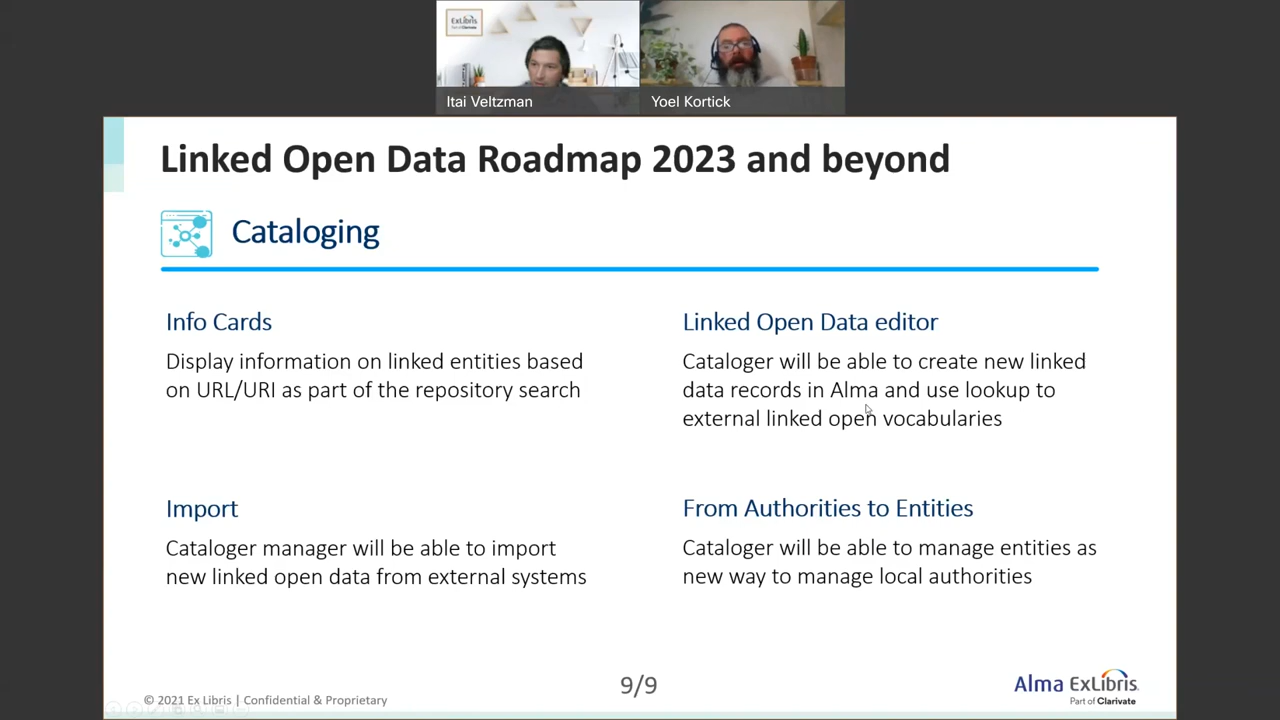 ExLibris
Part of Clarivate
Itai Veltzman
Yoel Kortick
Linked Open Data Roadmap 2023 and beyond
Cataloging
Info Cards
Display information on linked entities based
on URL/URI as part of the repository search
Linked Open Data editor
Cataloger will be able to create new linked
data records in Alma and use lookup to
external linked open vocabularies
Import
Cataloger manager will be able to import
new linked open data from external systems
From Authorities to Entities
Cataloger will be able to manage entities as
new way to manage local authorities
© 2021 Ex Libris | Confidential & Proprietary
9/9
Alma ExLibris
Part of Clarivate